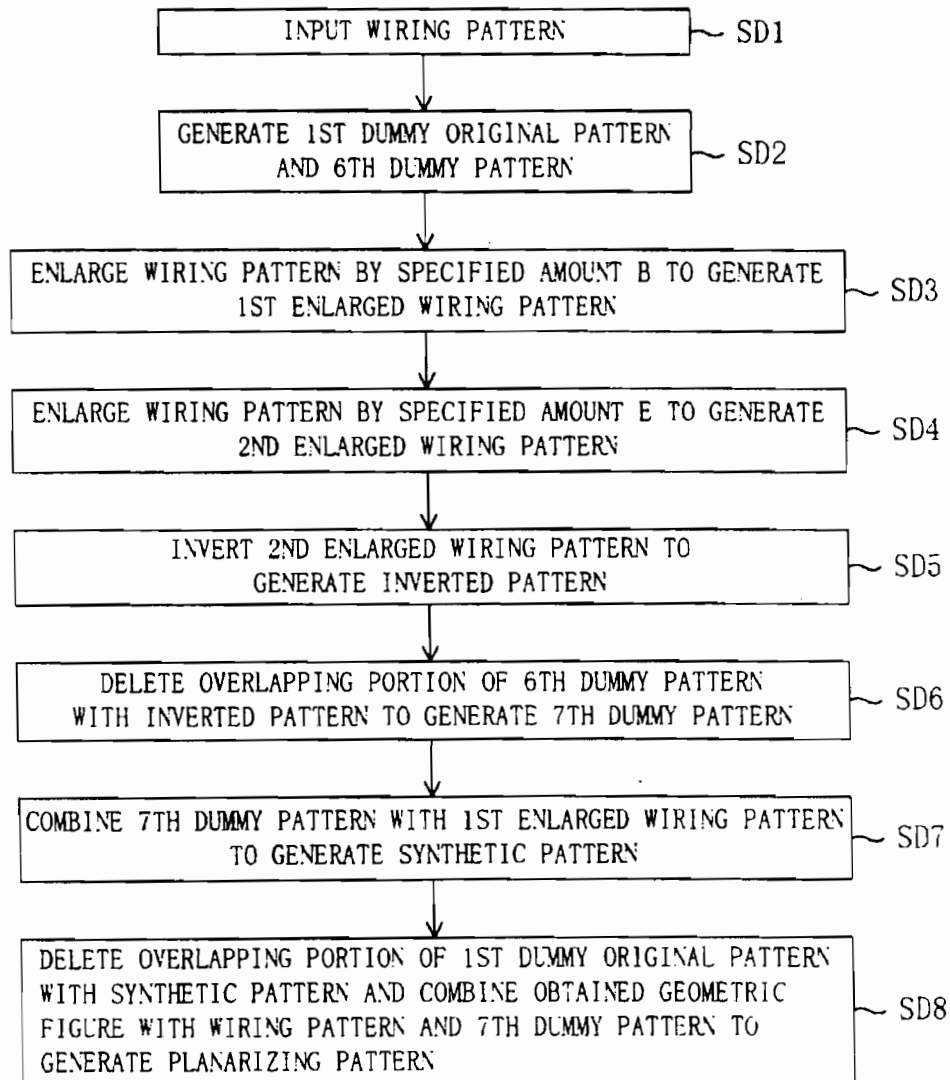 INPUT WIRING PATTERN
SD1
GENERATE 1ST DUMMY ORIGINAL PATTERN
AND 6TH DUMMY PATTERN
SD2
ENLARGE WIRING PATTERN BY SPECIFIED AMOUNT B TO GENERATE
1ST ENLARGED WIRING PATTERN
SD3
ENLARGE WIRING PATTERN BY SPECIFIED AMOUNT E TO GENERATE
2ND ENLARGED WIRING PATTERN
SD4
INVERT 2ND ENLARGED WIRING PATTERN TO
GENERATE INVERTED PATTERN
SD5
DELETE OVERLAPPING PORTION OF 6TH DUMMY PATTERN
WITH INVERTED PATTERN TO GENERATE 7TH DUMMY PATTERN
SD6
COMBINE 7TH DUMMY PATTERN WITH 1ST ENLARGED WIRING PATTERN
TO GENERATE SYNTHETIC PATTERN
SD7
DELETE OVERLAPPING PORTION OF 1ST DUMMY ORIGINAL PATTERN
WITH SYNTHETIC PATTERN AND COMBINE OBTAINED GEOMETRIC
FIGURE WITH WIRING PATTERN AND 7TH DUMMY PATTERN TO
GENERATE PLANARIZING PATTERN
SD8